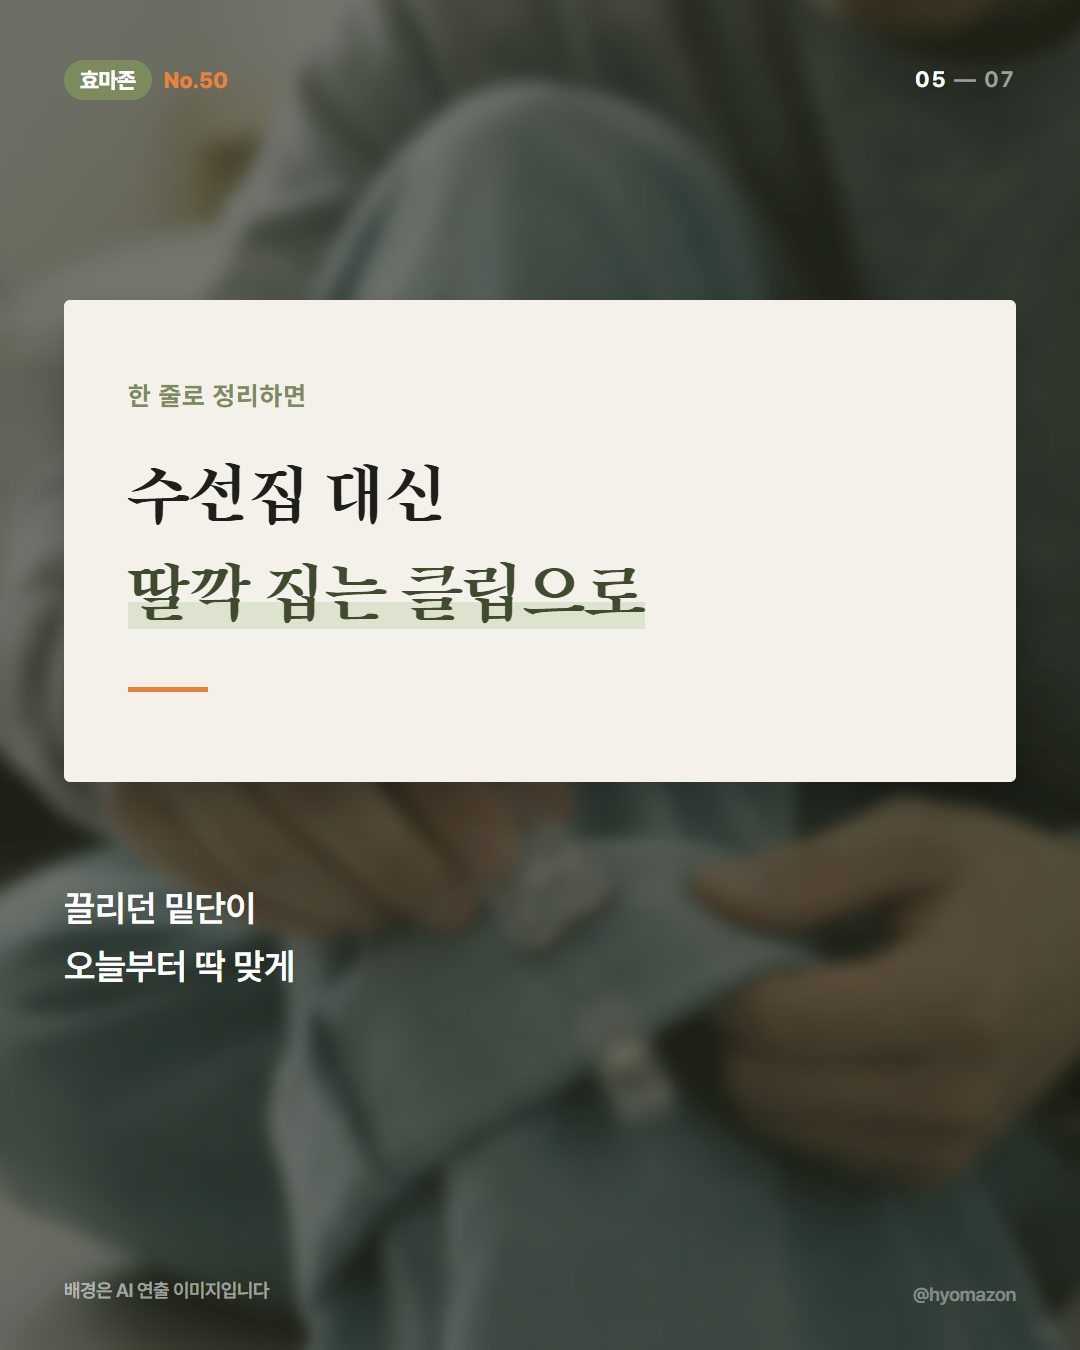 효마존 No.50
05 — 07
한 줄로 정리하면
수선집 대신
딸깍 집는 클립으로
끌리던 밑단이
오늘부터 딱 맞게
배경은 AI 연출 이미지입니다
@hyomazon